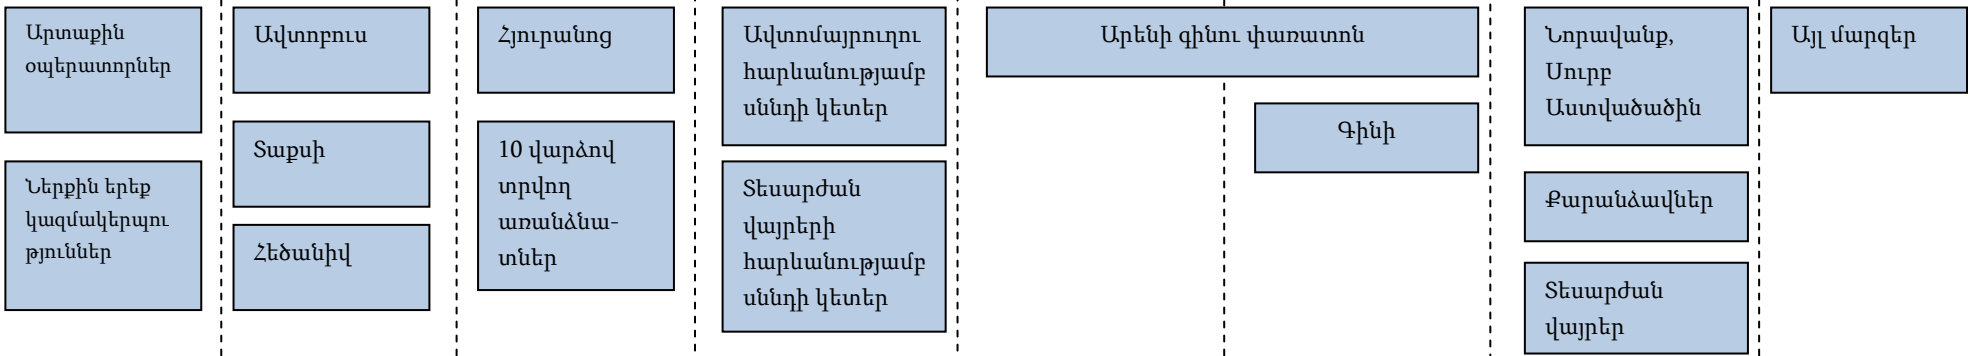 Արտաքին
օպերատորներ
Ներքին երեք
կազմակերպու
թյուններ
Ավտոբուս
Տաքսի
Հեծանիվ
Հյուրանոց
10 վարձով
տրվող
առանձնա-
տներ
Ավտոմայրուղու
հարևանությամբ
սննդի կետեր
Տեսարժան
վայրերի
հարևանությամբ
սննդի կետեր
Արենի գինու փառատոն
Գինի
Նորավանք,
Սուրբ
Աստվածածին
Քարանձավներ
Տեսարժան
վայրեր
Այլ մարզեր